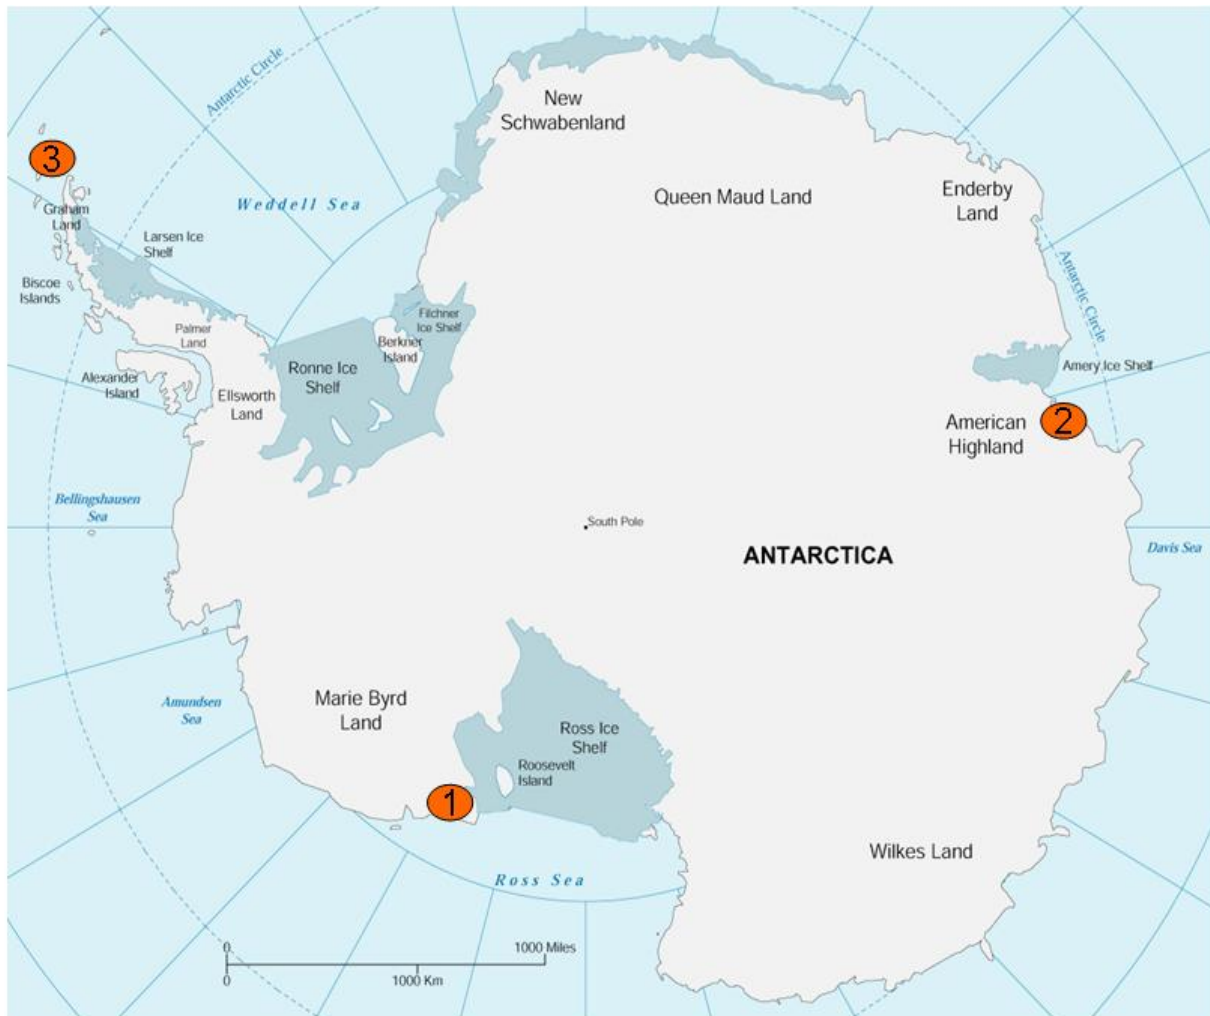 Antarctic Circle
New
Schwabenland
3
Queen Maud Land
Enderby
Land
Weddell Sea
Graham
Land
Larsen Ice
Shelf
Antarctic Circle
Biscoe
Islands
Filchner
Ice Shelf
Palmer
Land
Berkner
Island
Ronne Ice
Shelf
Amery Ice Shelf
Alexander
Island
Ellsworth
Land
American
Highland
2
Bellingshausen
Sea
South Pole
ANTARCTICA
Davis Sea
Marie Byrd
Land
Amundsen
Sea
Ross Ice
Shelf
Roosevelt
Island
1
Wilkes Land
Ross Sea
0 1000 Miles
0 1000 Km